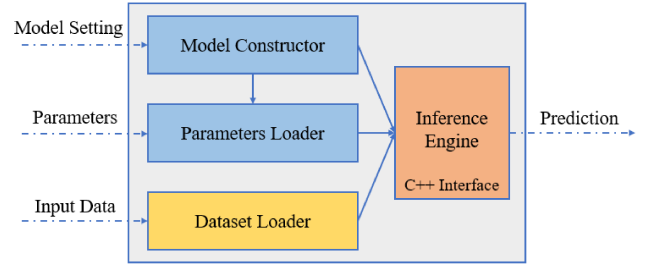 Model Setting
Model Constructor
Parameters
Parameters Loader
Input Data
Dataset Loader
Inference
Engine
C++ Interface
Prediction